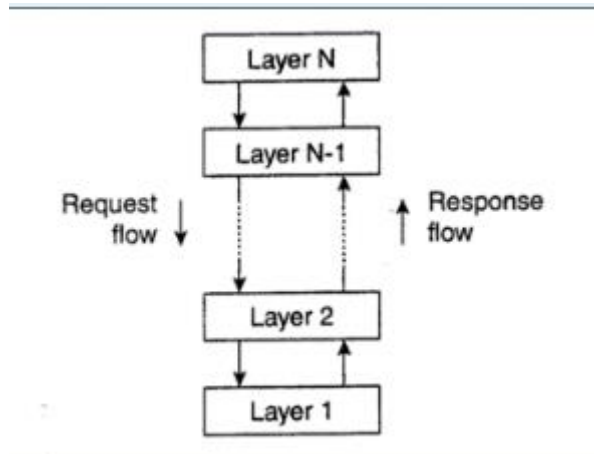 Layer N
Layer N-1
Request
flow
Response
flow
Layer 2
Layer 1